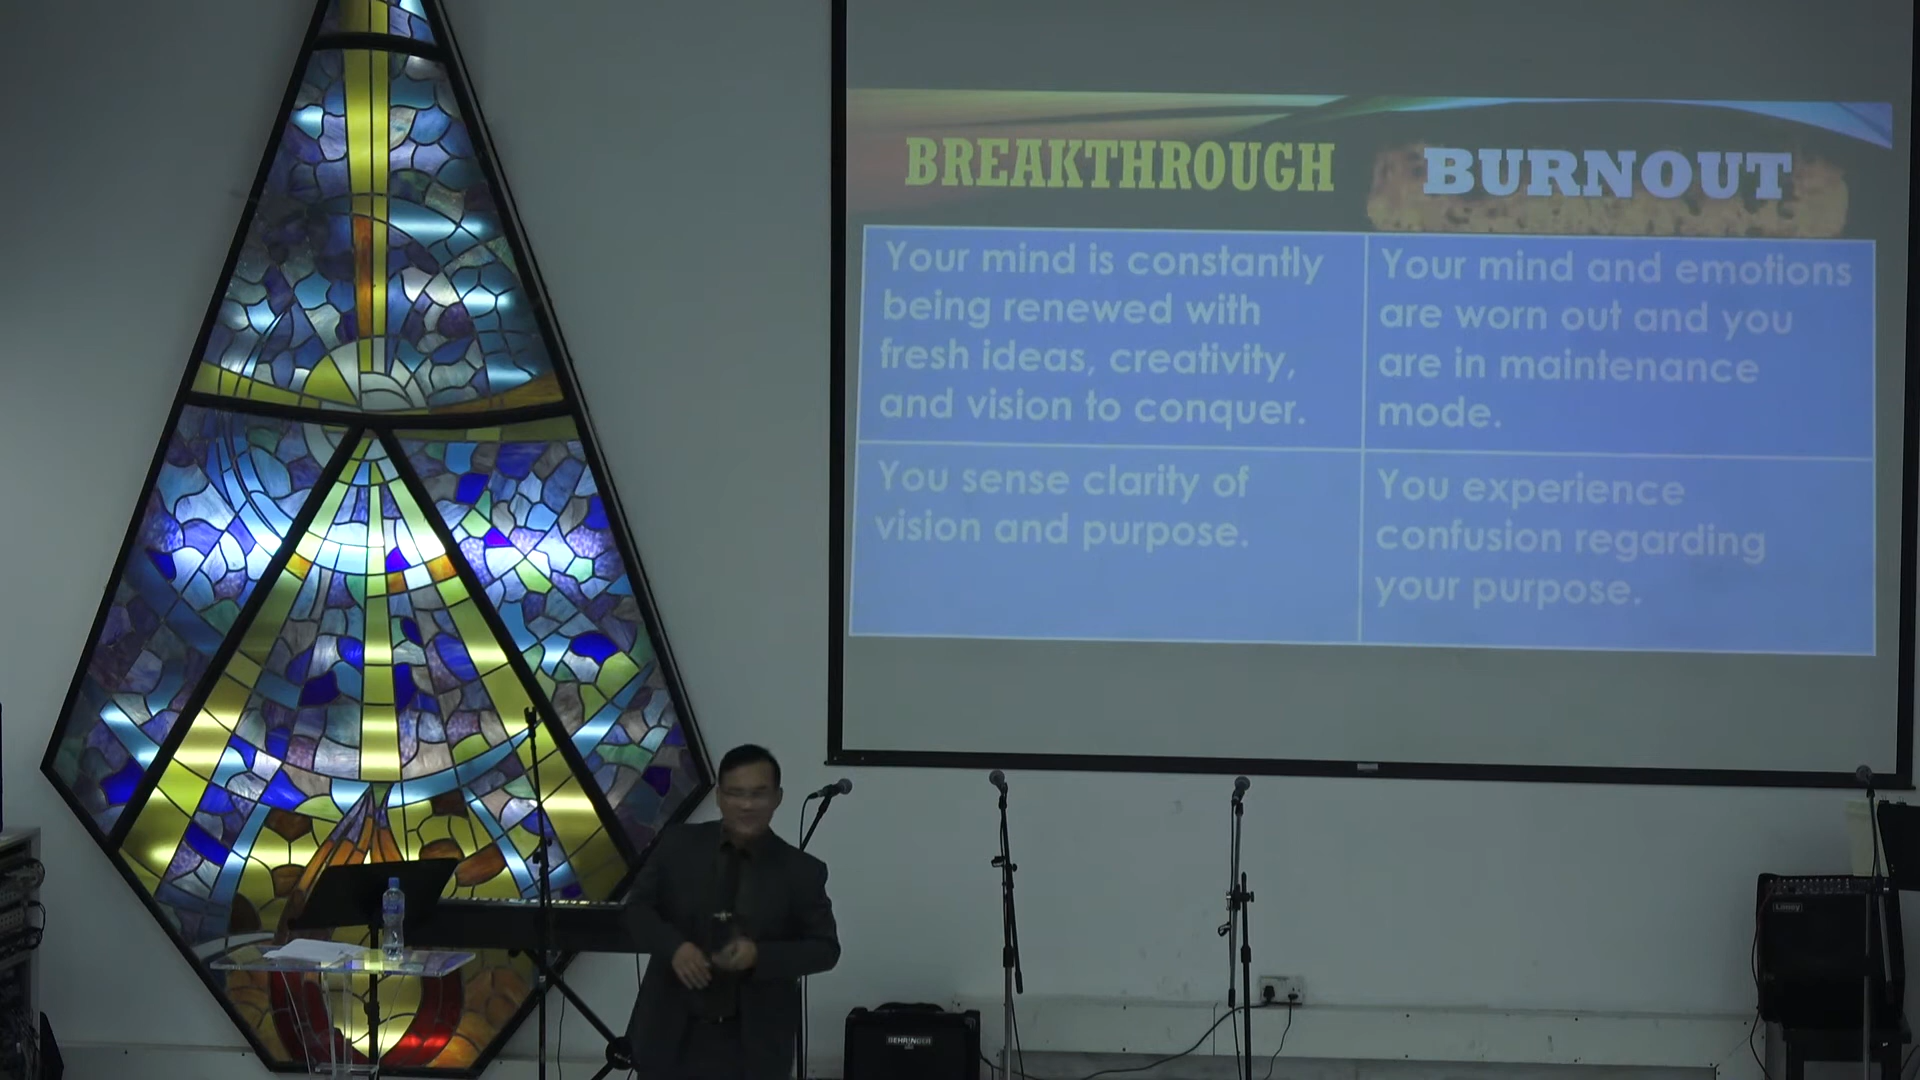 BREAKTHROUGH
BURNOUT
Your mind is constantly
being renewed with
fresh ideas, creativity,
and vision to conquer.
Your mind and emotions
are worn out and you
are in maintenance
mode.
You sense clarity of
vision and purpose.
You experience
confusion regarding
your purpose.
BEHRINGER
Laney